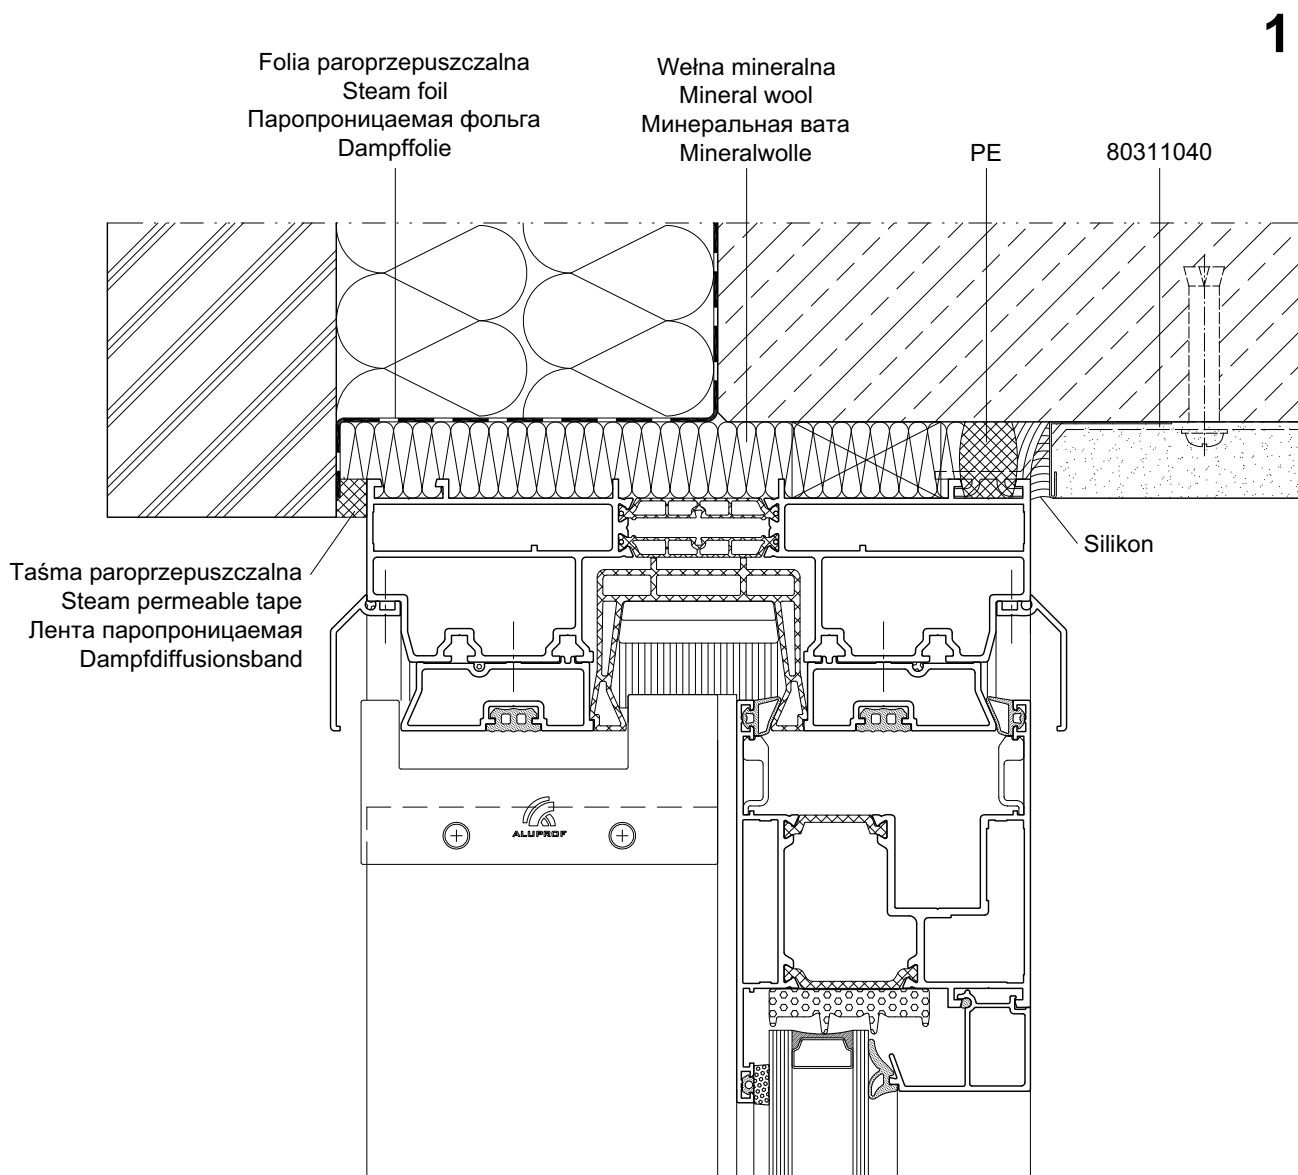 1
Folia paroprzepuszczalna
Steam foil
Паропроницаемая фольга
Dampffolie
Wełna mineralna
Mineral wool
Минеральная вата
Mineralwolle
PE
80311040
Silikon
Taśma paroprzepuszczalna
Steam permeable tape
Лента паропроницаемая
Dampfdiffusionsband
ALUPROF